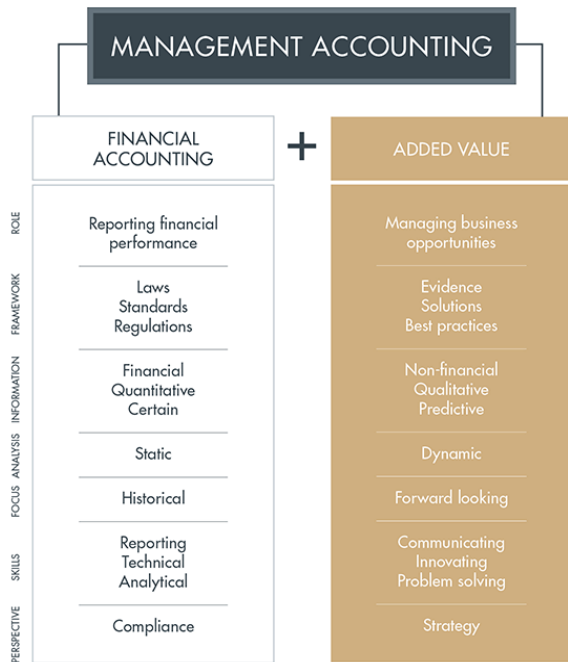 MANAGEMENT ACCOUNTING
FINANCIAL
ACCOUNTING
+
ADDED VALUE
ROLE
Reporting financial
performance
Managing business
opportunities
FRAMEWORK
Laws
Standards
Regulations
Evidence
Solutions
Best practices
INFORMATION
Financial
Quantitative
Certain
Non-financial
Qualitative
Predictive
ANALYSIS
Static
Dynamic
FOCUS
Historical
Forward looking
SKILLS
Reporting
Technical
Analytical
Communicating
Innovating
Problem solving
PERSPECTIVE
Compliance
Strategy